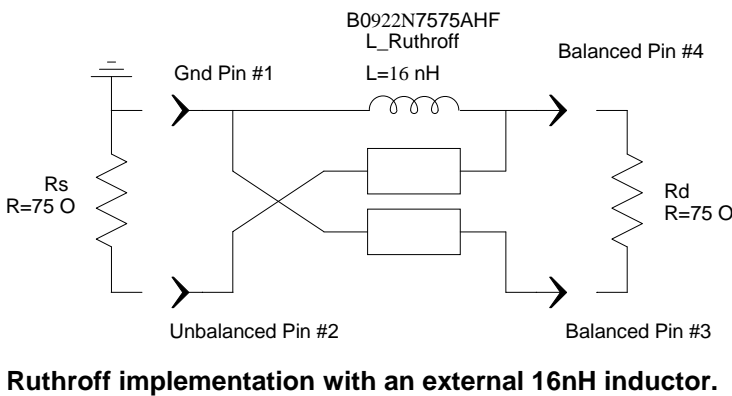 B0922N7575AHF
L_Ruthroff
Balanced Pin #4
Gnd Pin #1
L=16 nH
Rs
R=75 O
Rd
R=75 O
Unbalanced Pin #2
Balanced Pin #3
Ruthroff implementation with an external 16nH inductor.